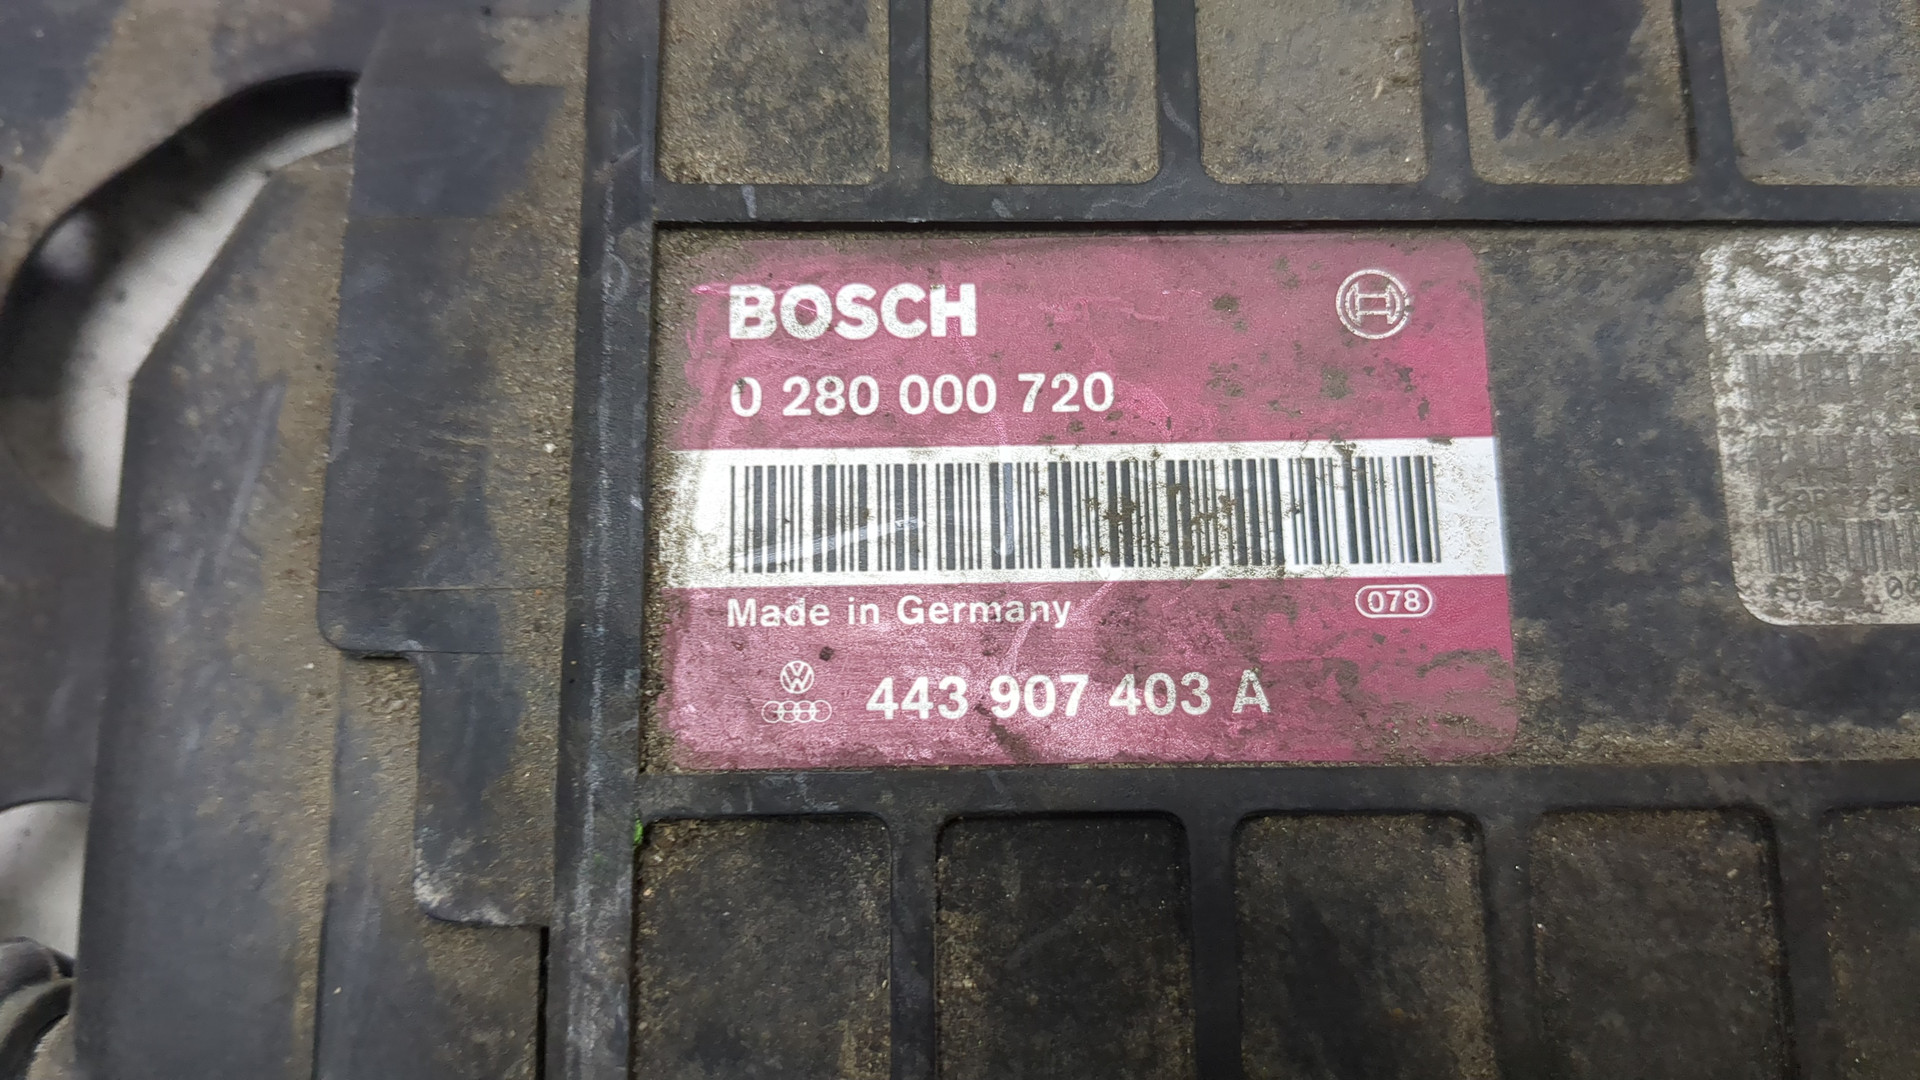 BOSCH
0 280 000 720
Made in Germany
078
443 907 403 A